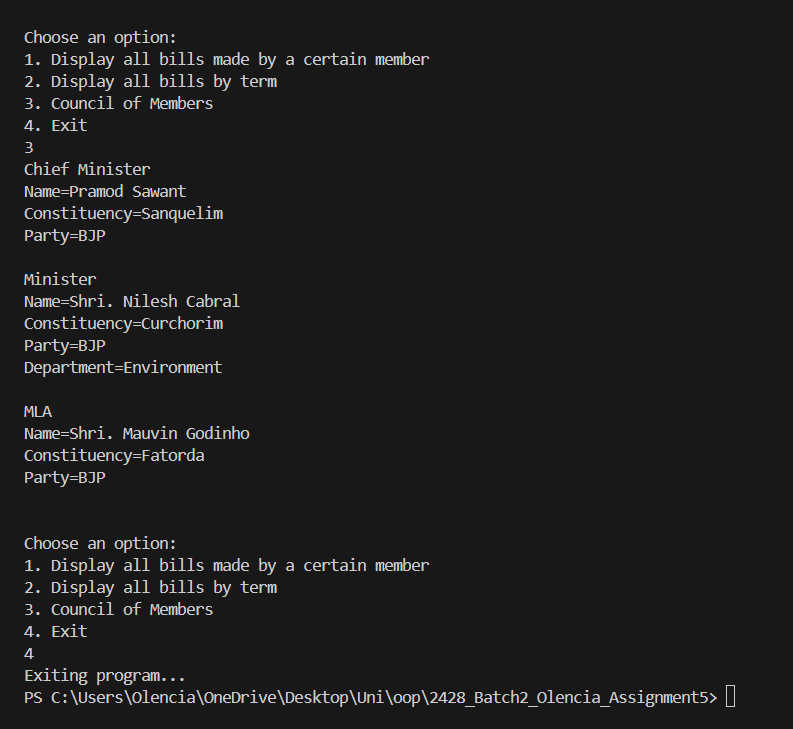 Choose an option:
1. Display all bills made by a certain member
2. Display all bills by term
3. Council of Members
4. Exit
3
Chief Minister
Name=Pramod Sawant
Constituency=Sanquelim
Party=BJP
Minister
Name=Shri. Nilesh Cabral
Constituency=Curchorim
Party=BJP
Department=Environment
MLA
Name=Shri. Mauvin Godinho
Constituency=Fatorda
Party=BJP
Choose an option:
1. Display all bills made by a certain member
2. Display all bills by term
3. Council of Members
4. Exit
4
Exiting program...
PS C:\Users\Olencia\OneDrive\Desktop\Uni\oop\2428_Batch2_Olencia_Assignment5>